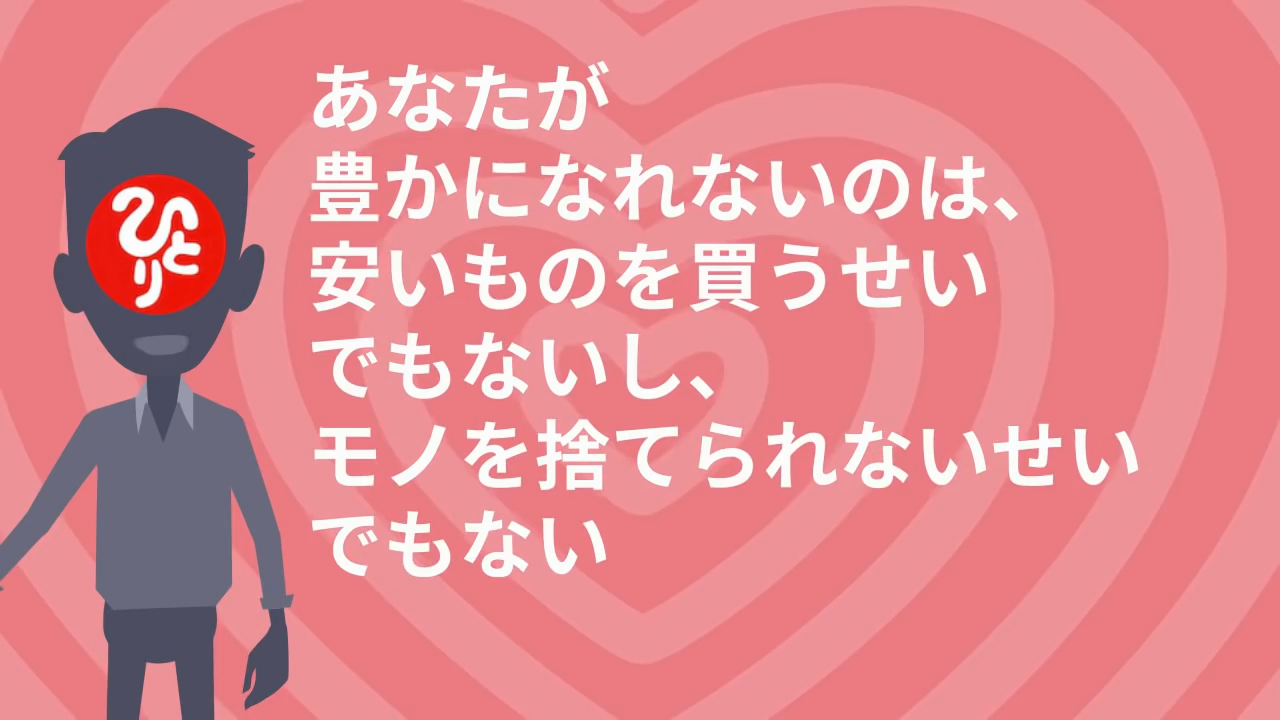 あなたが
豊かになれないのは、
安いものを買うせい
でもないし、
モノを捨てられないせい
でもない
ひとり